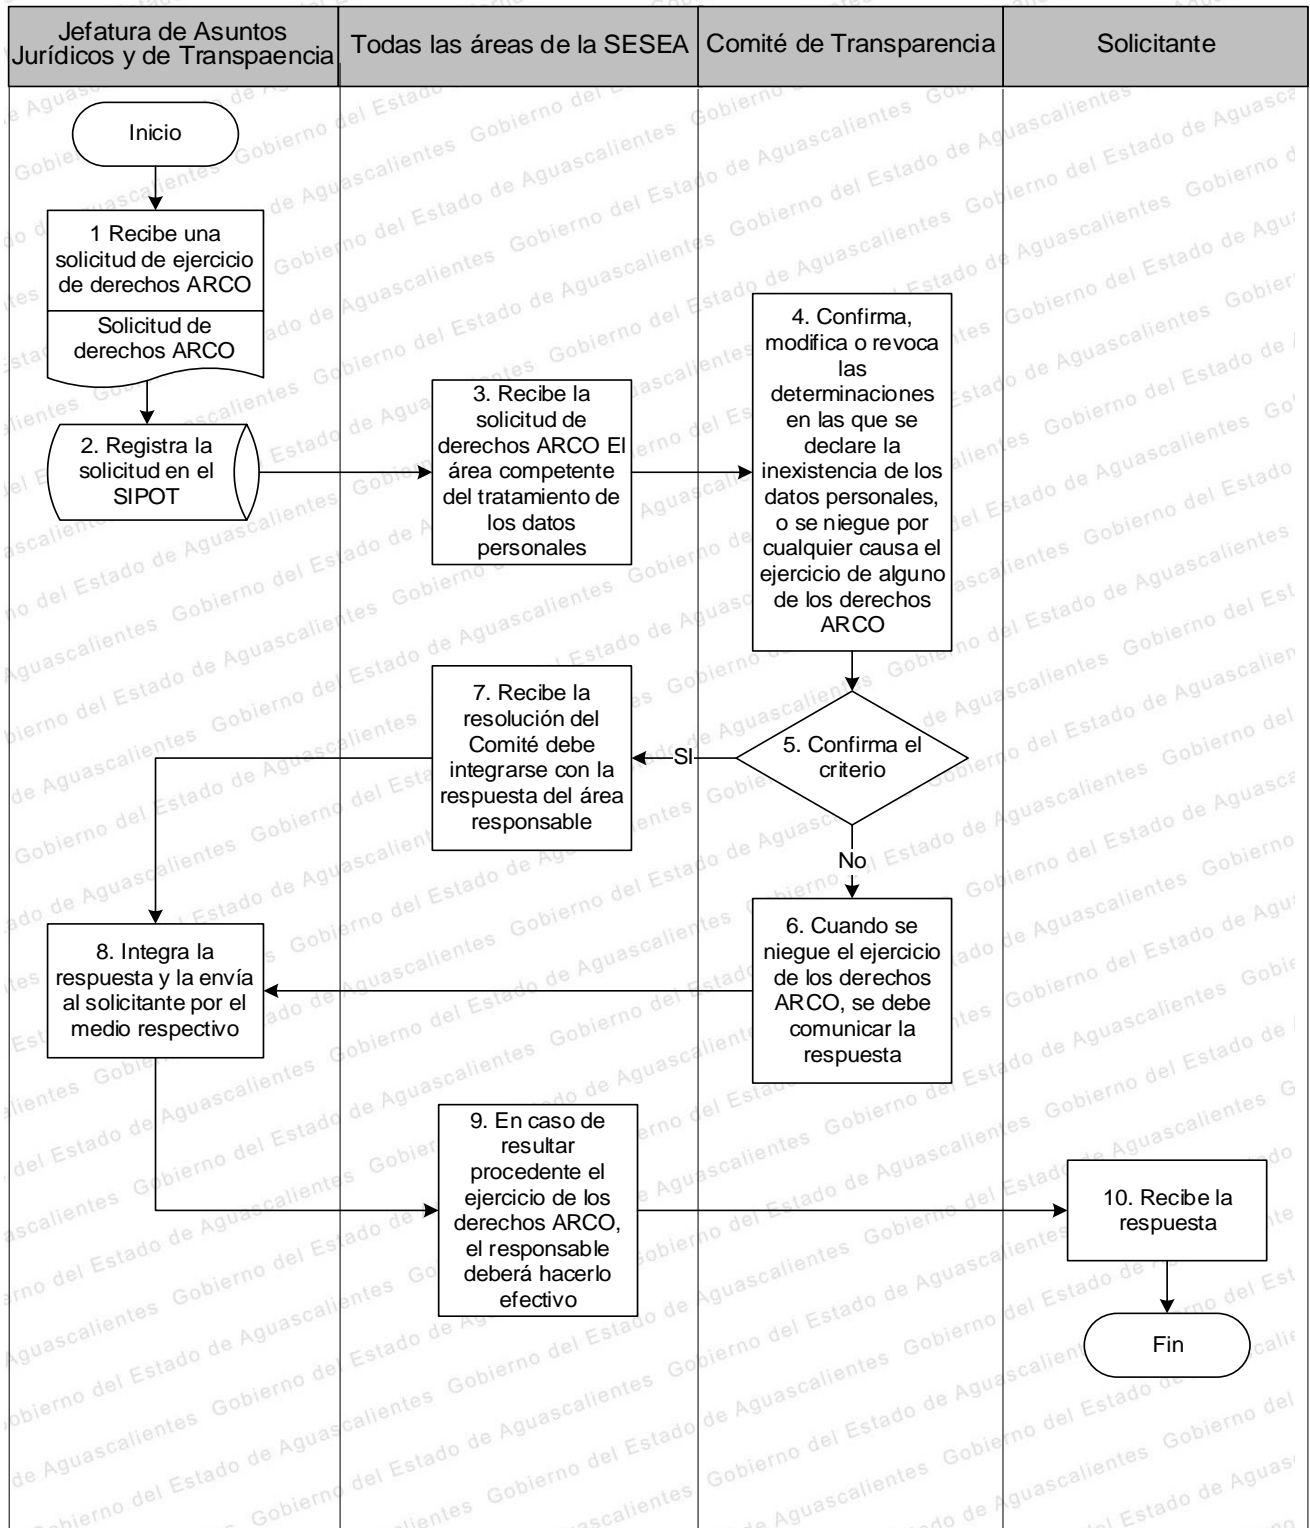 Jefatura de Asuntos
Jurídicos y de Transpaencia
Todas las áreas de la SESEA
Comité de Transparencia
Solicitante
Inicio
1 Recibe una
solicitud de ejercicio
de derechos ARCO
Solicitud de
derechos ARCO
2. Registra la
solicitud en el
SIPOT
3. Recibe la
solicitud de
derechos ARCO El
área competente
del tratamiento de
los datos
personales
4. Confirma,
modifica o revoca
las
determinaciones
en las que se
declare la
inexistencia de los
datos personales,
o se niegue por
cualquier causa el
ejercicio de alguno
de los derechos
ARCO
5. Confirma el
criterio
SI
No
7. Recibe la
resolución del
Comité debe
integrarse con la
respuesta del área
responsable
6. Cuando se
niegue el ejercicio
de los derechos
ARCO, se debe
comunicar la
respuesta
8. Integra la
respuesta y la envía
al solicitante por el
medio respectivo
9. En caso de
resultar
procedente el
ejercicio de los
derechos ARCO,
el responsable
deberá hacerlo
efectivo
10. Recibe la
respuesta
Fin
Gobierno del Estado de Aguascalientes